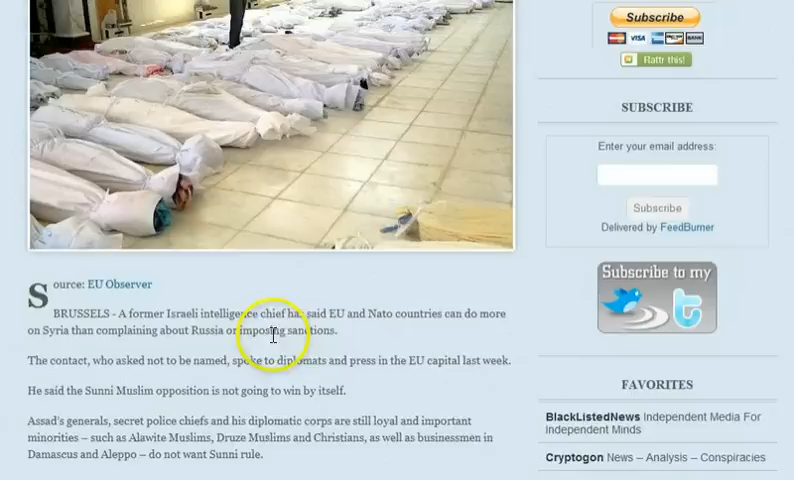 Subscribe
VISA
BANK
Flattr this!
SUBSCRIBE
Enter your email address:
Subscribe
Delivered by FeedBurner
Subscribe to my
t
Source: EU Observer
BRUSSELS - A former Israeli intelligence chief has said EU and Nato countries can do more
on Syria than complaining about Russia or imposing sanctions.
The contact, who asked not to be named, spoke to diplomats and press in the EU capital last week.
He said the Sunni Muslim opposition is not going to win by itself.
Assad's generals, secret police chiefs and his diplomatic corps are still loyal and important
minorities – such as Alawite Muslims, Druze Muslims and Christians, as well as businessmen in
Damascus and Aleppo – do not want Sunni rule.
FAVORITES
BlackListedNews Independent Media For
Independent Minds
Cryptogon News – Analysis – Conspiracies